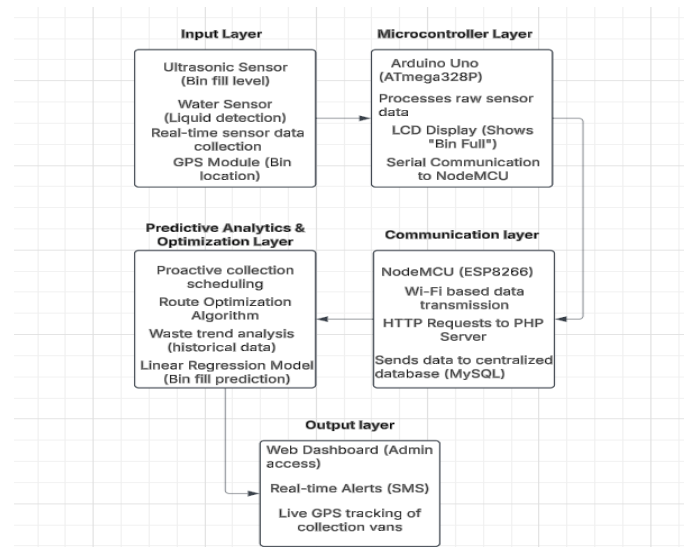 Input Layer
Ultrasonic Sensor
(Bin fill level)
Water Sensor
(Liquid detection)
Real-time sensor data
collection
GPS Module (Bin
location)
Microcontroller Layer
Arduino Uno
(ATmega328P)
Processes raw sensor
data
LCD Display (Shows
"Bin Full")
Serial Communication
to NodeMCU
Communication layer
NodeMCU (ESP8266)
Wi-Fi based data
transmission
HTTP Requests to PHP
Server
Sends data to centralized
database (MySQL)
Predictive Analytics &
Optimization Layer
Proactive collection
scheduling
Route Optimization
Algorithm
Waste trend analysis
(historical data)
Linear Regression Model
(Bin fill prediction)
Output layer
Web Dashboard (Admin
access)
Real-time Alerts (SMS)
Live GPS tracking of
collection vans